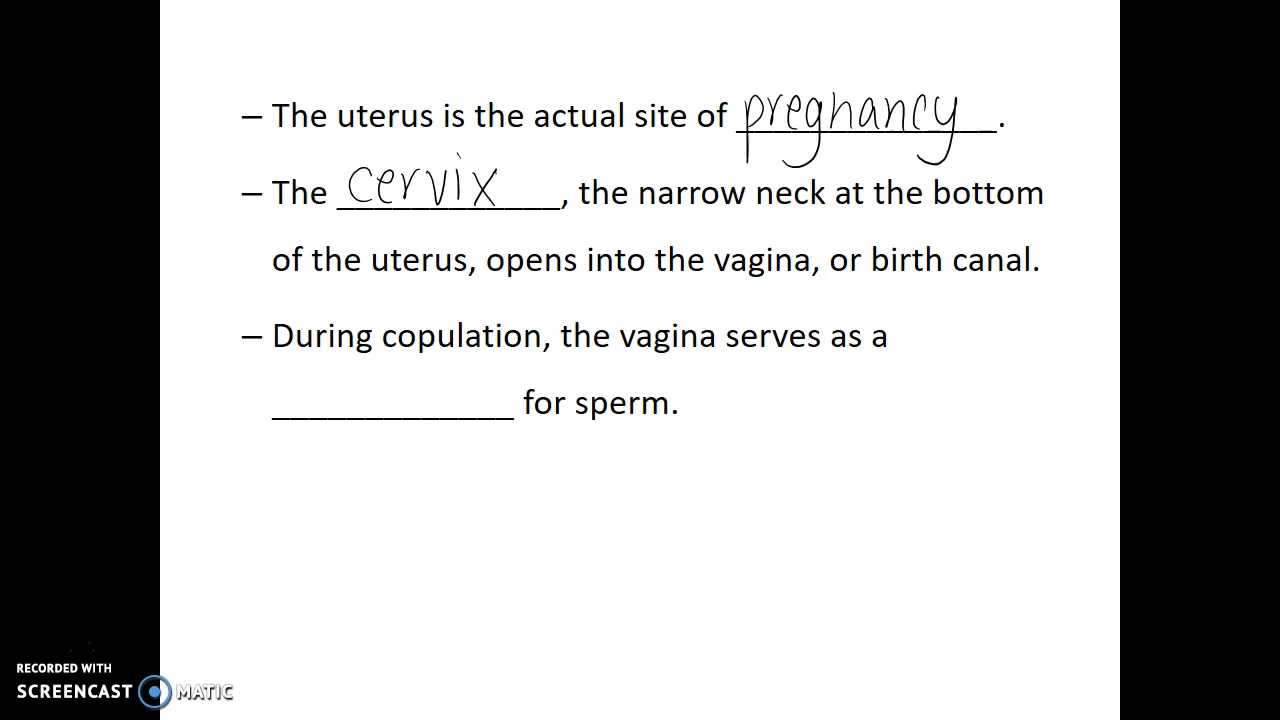 – The uterus is the actual site of pregnancy.
– The cervix, the narrow neck at the bottom
of the uterus, opens into the vagina, or birth canal.
– During copulation, the vagina serves as a
_____________ for sperm.
RECORDED WITH
SCREENCAST MATIC